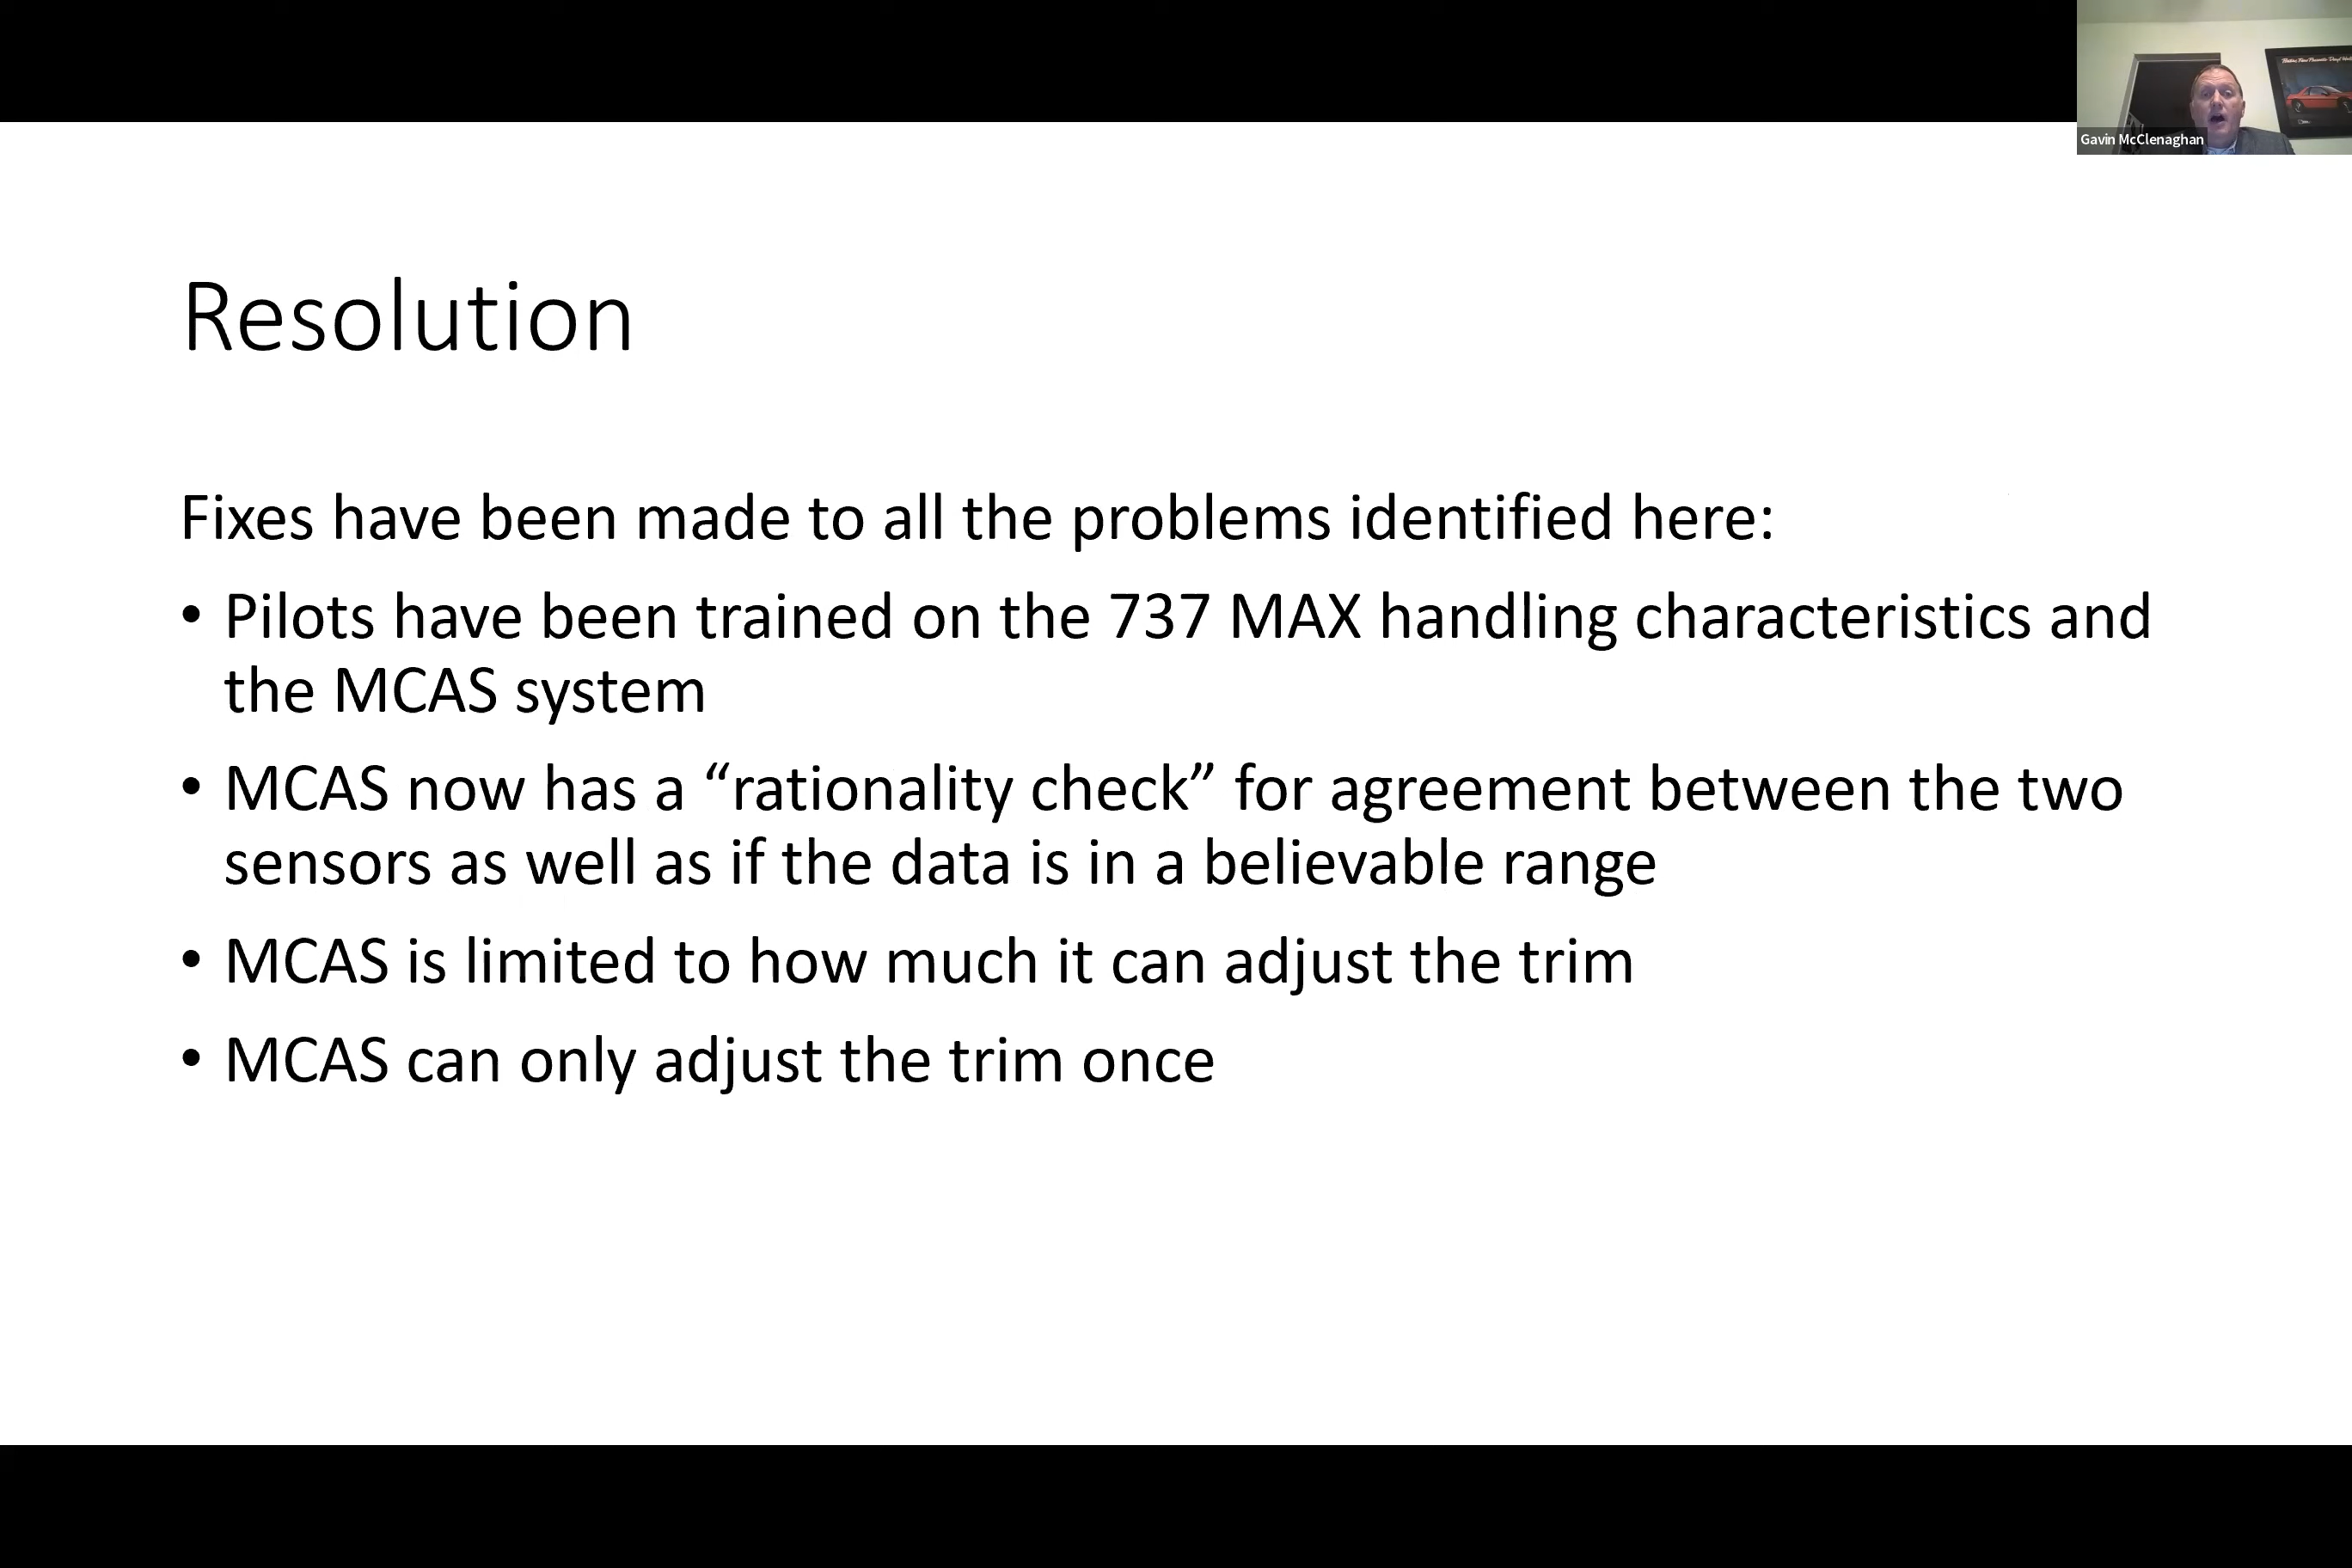 Gavin McClenaghan
Resolution
Fixes have been made to all the problems identified here:
• Pilots have been trained on the 737 MAX handling characteristics and
the MCAS system
• MCAS now has a “rationality check” for agreement between the two
sensors as well as if the data is in a believable range
• MCAS is limited to how much it can adjust the trim
• MCAS can only adjust the trim once